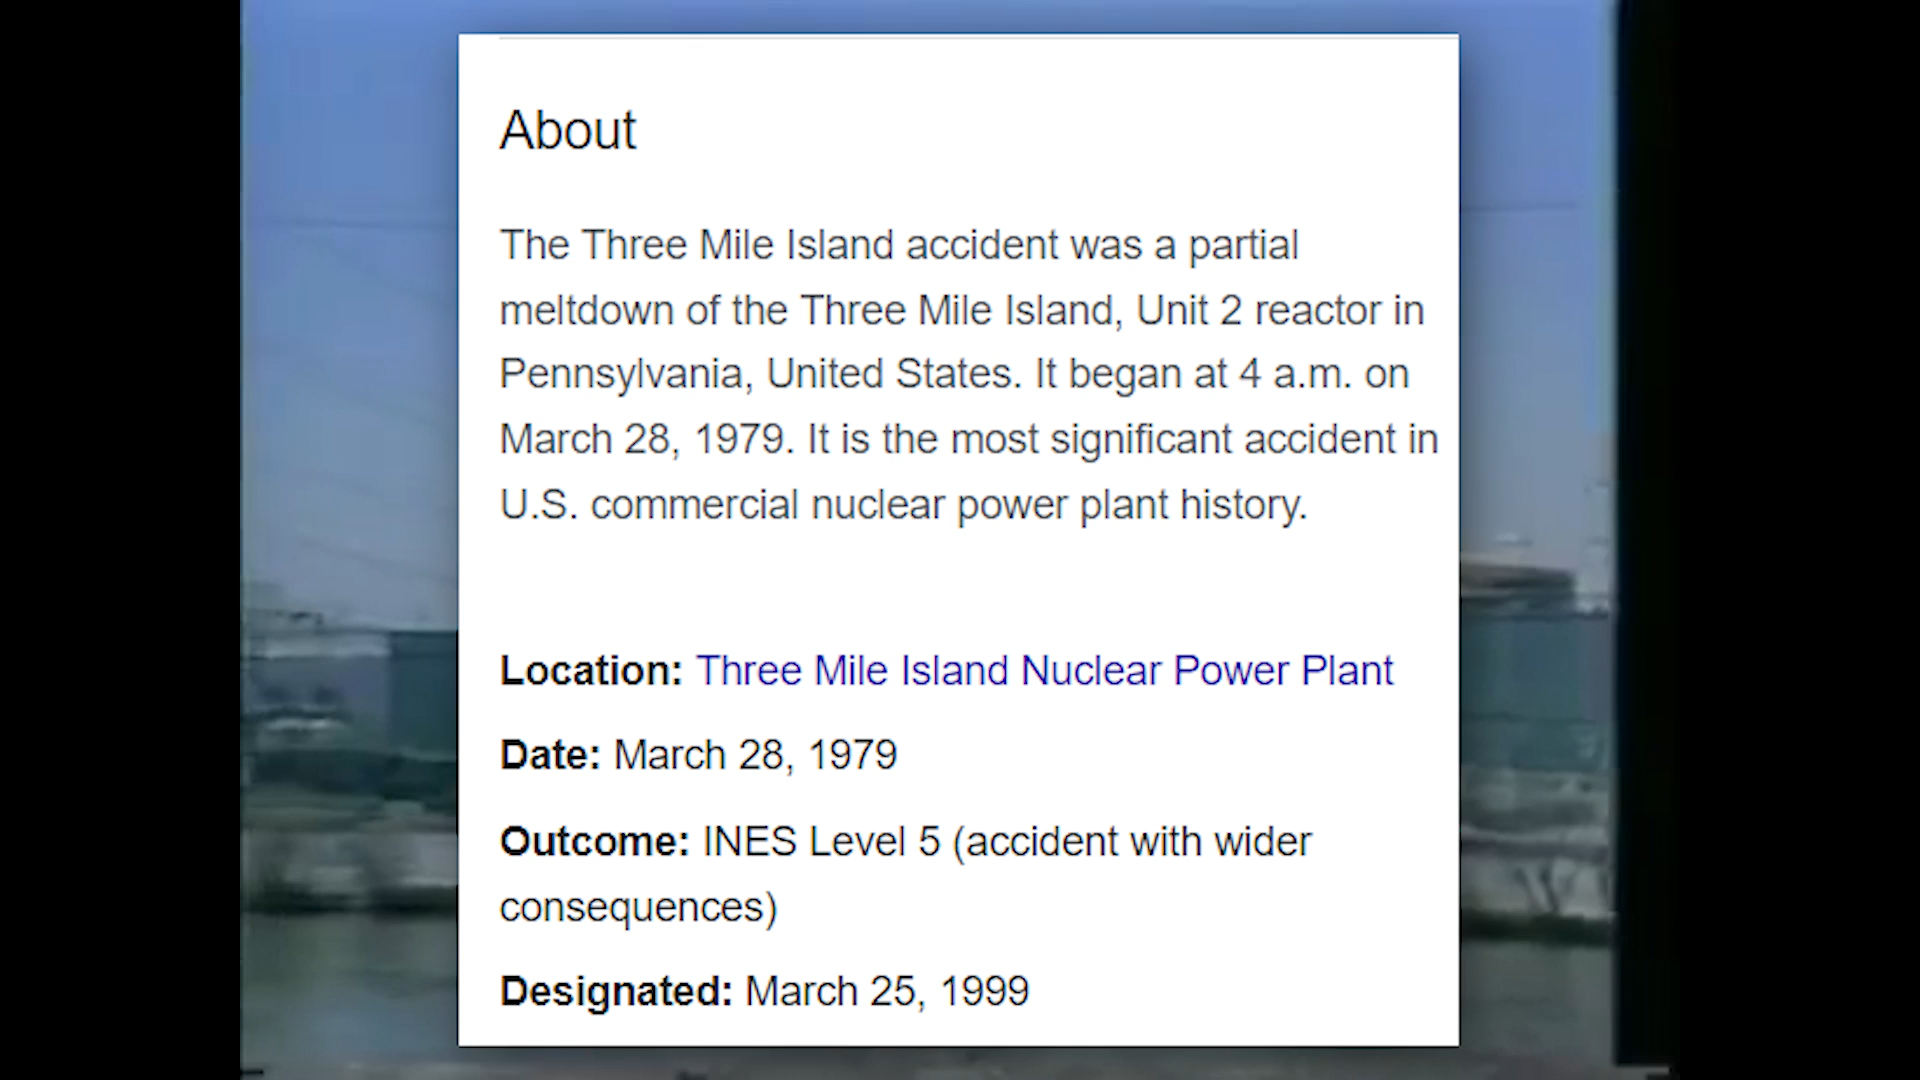 About
The Three Mile Island accident was a partial
meltdown of the Three Mile Island, Unit 2 reactor in
Pennsylvania, United States. It began at 4 a.m. on
March 28, 1979. It is the most significant accident in
U.S. commercial nuclear power plant history.
Location: Three Mile Island Nuclear Power Plant
Date: March 28, 1979
Outcome: INES Level 5 (accident with wider
consequences)
Designated: March 25, 1999